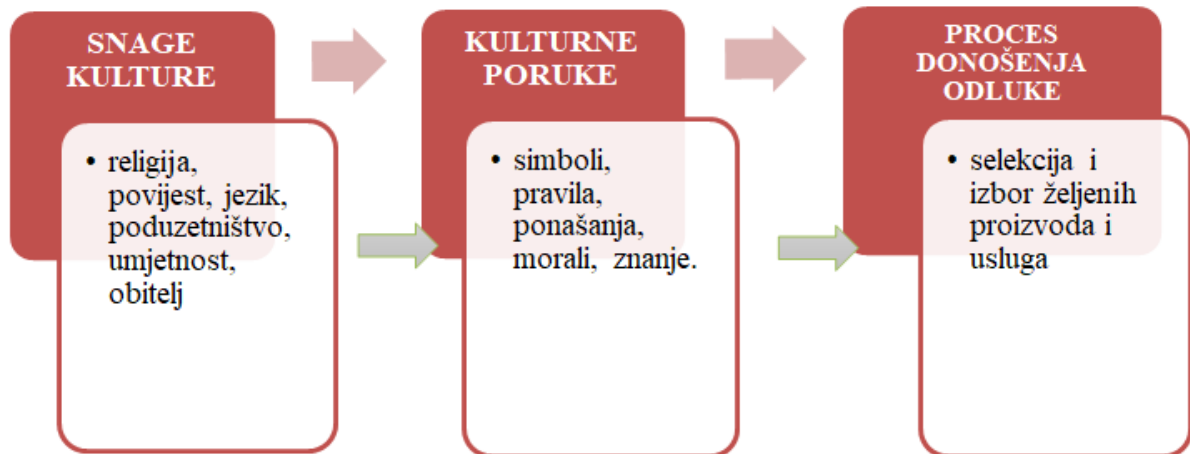 SNAGE
KULTURE
• religija,
povijest, jezik,
poduzetništvo,
umjetnost,
obitelj
KULTURNE
PORUKE
• simboli,
pravila,
ponašanja,
morali, znanje.
PROCES
DONOŠENJA
ODLUKE
• selekcija i
izbor željenih
proizvoda i
usluga